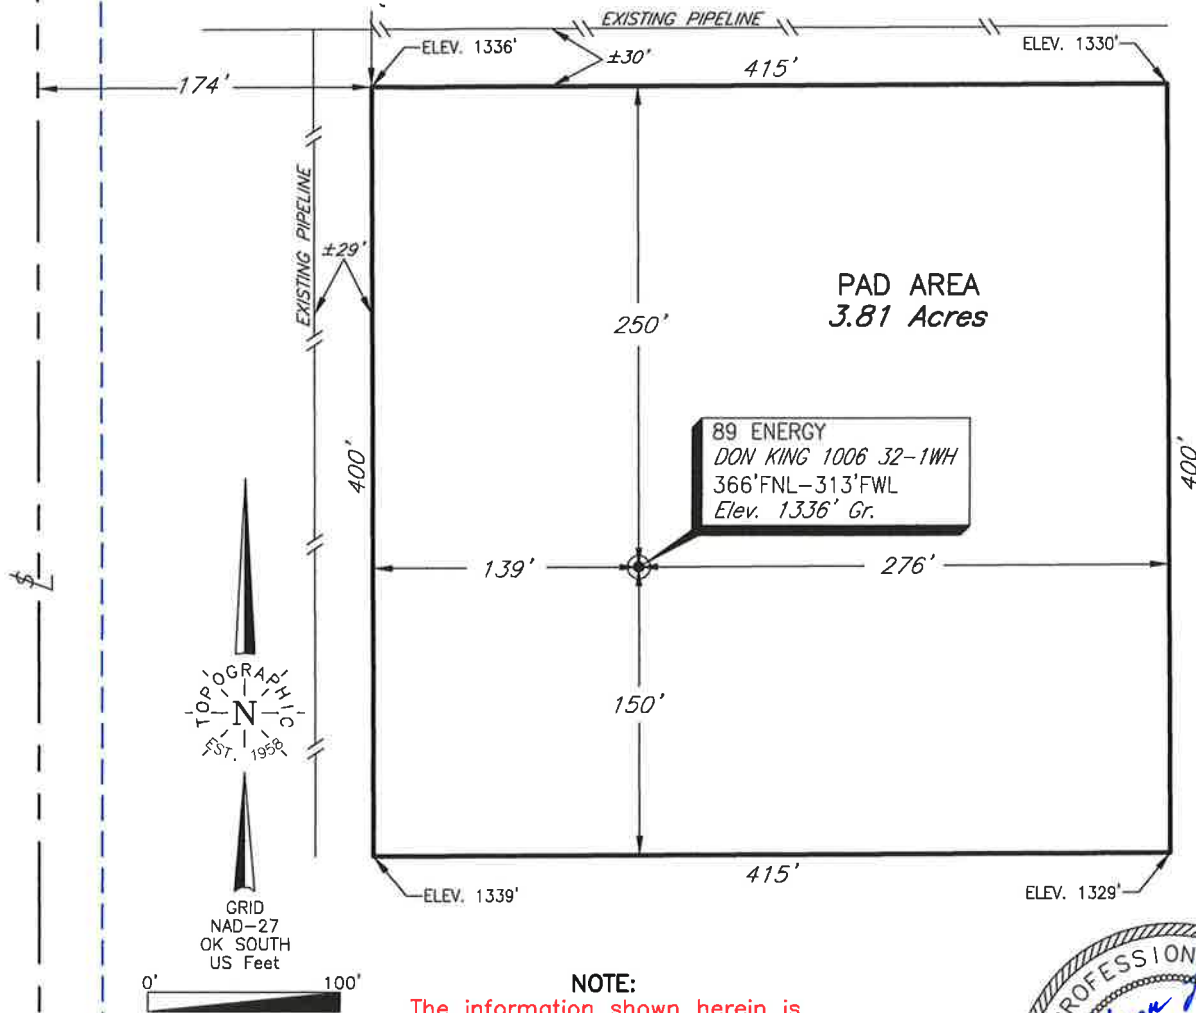 EXISTING PIPELINE
ELEV. 1336'
±30'
415'
ELEV. 1330'
174'
EXISTING PIPELINE
±29'
250'
PAD AREA
3.81 Acres
400'
400'
89 ENERGY
DON KING 1006 32-1WH
366'FNL-313'FWL
Elev. 1336' Gr.
139'
276'
150'
TOPOGRAPHIC
N
EST. 1958
415'
ELEV. 1339'
ELEV. 1329'
GRID
NAD-27
OK SOUTH
US Feet
0'
100'
NOTE:
The information shown herein is
PROFESSION